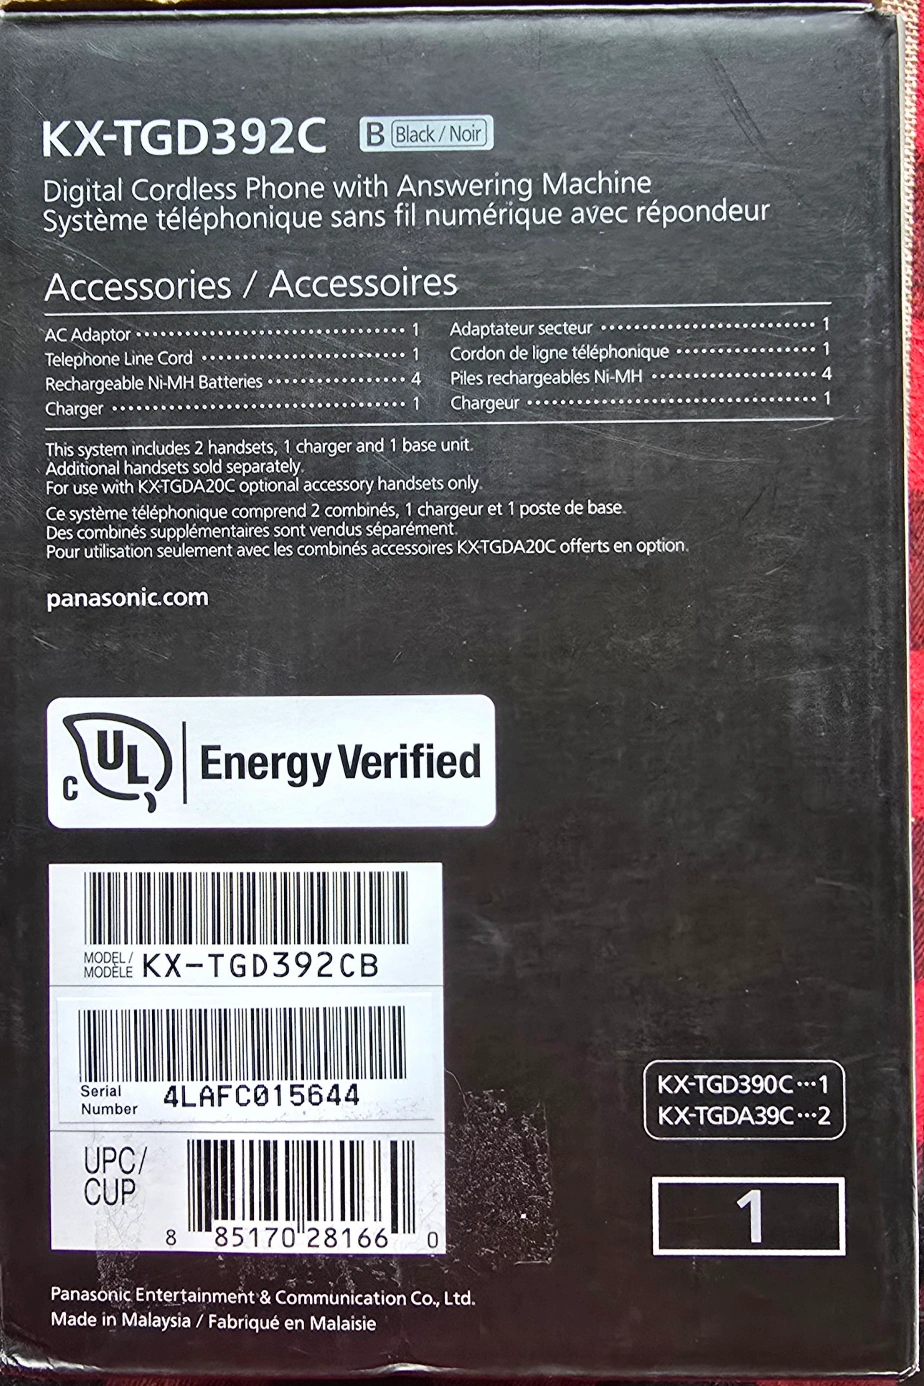 KX-TGD392C B Black / Noir
Digital Cordless Phone with Answering Machine
Système téléphonique sans fil numérique avec répondeur
Accessories / Accessoires
AC Adaptor 1 Adaptateur secteur 1
Telephone Line Cord 1 Cordon de ligne téléphonique 1
Rechargeable Ni-MH Batteries 4 Piles rechargeables Ni-MH 4
Charger 1 Chargeur 1
This system includes 2 handsets, 1 charger and 1 base unit.
Additional handsets sold separately.
For use with KX-TGDA20C optional accessory handsets only.
Ce système téléphonique comprend 2 combinés, 1 chargeur et 1 poste de base.
Des combinés supplémentaires sont vendus séparément.
Pour utilisation seulement avec les combinés accessoires KX-TGDA20C offerts en option.
panasonic.com
C UL Energy Verified
MODEL / MODÈLE KX-TGD392CB
Serial Number 4LAFC015644
UPC/
CUP
8 85170 28166 0
KX-TGD390C···1
KX-TGDA39C···2
1
Panasonic Entertainment & Communication Co., Ltd.
Made in Malaysia / Fabriqué en Malaisie